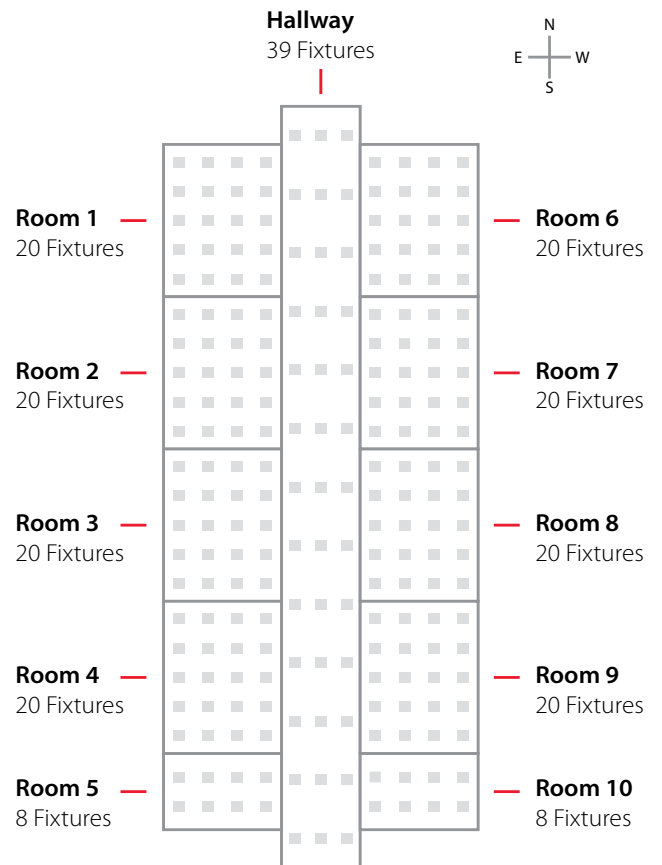 Hallway
39 Fixtures
N
E
W
S
Room 1
20 Fixtures
Room 6
20 Fixtures
Room 2
20 Fixtures
Room 7
20 Fixtures
Room 3
20 Fixtures
Room 8
20 Fixtures
Room 4
20 Fixtures
Room 9
20 Fixtures
Room 5
8 Fixtures
Room 10
8 Fixtures